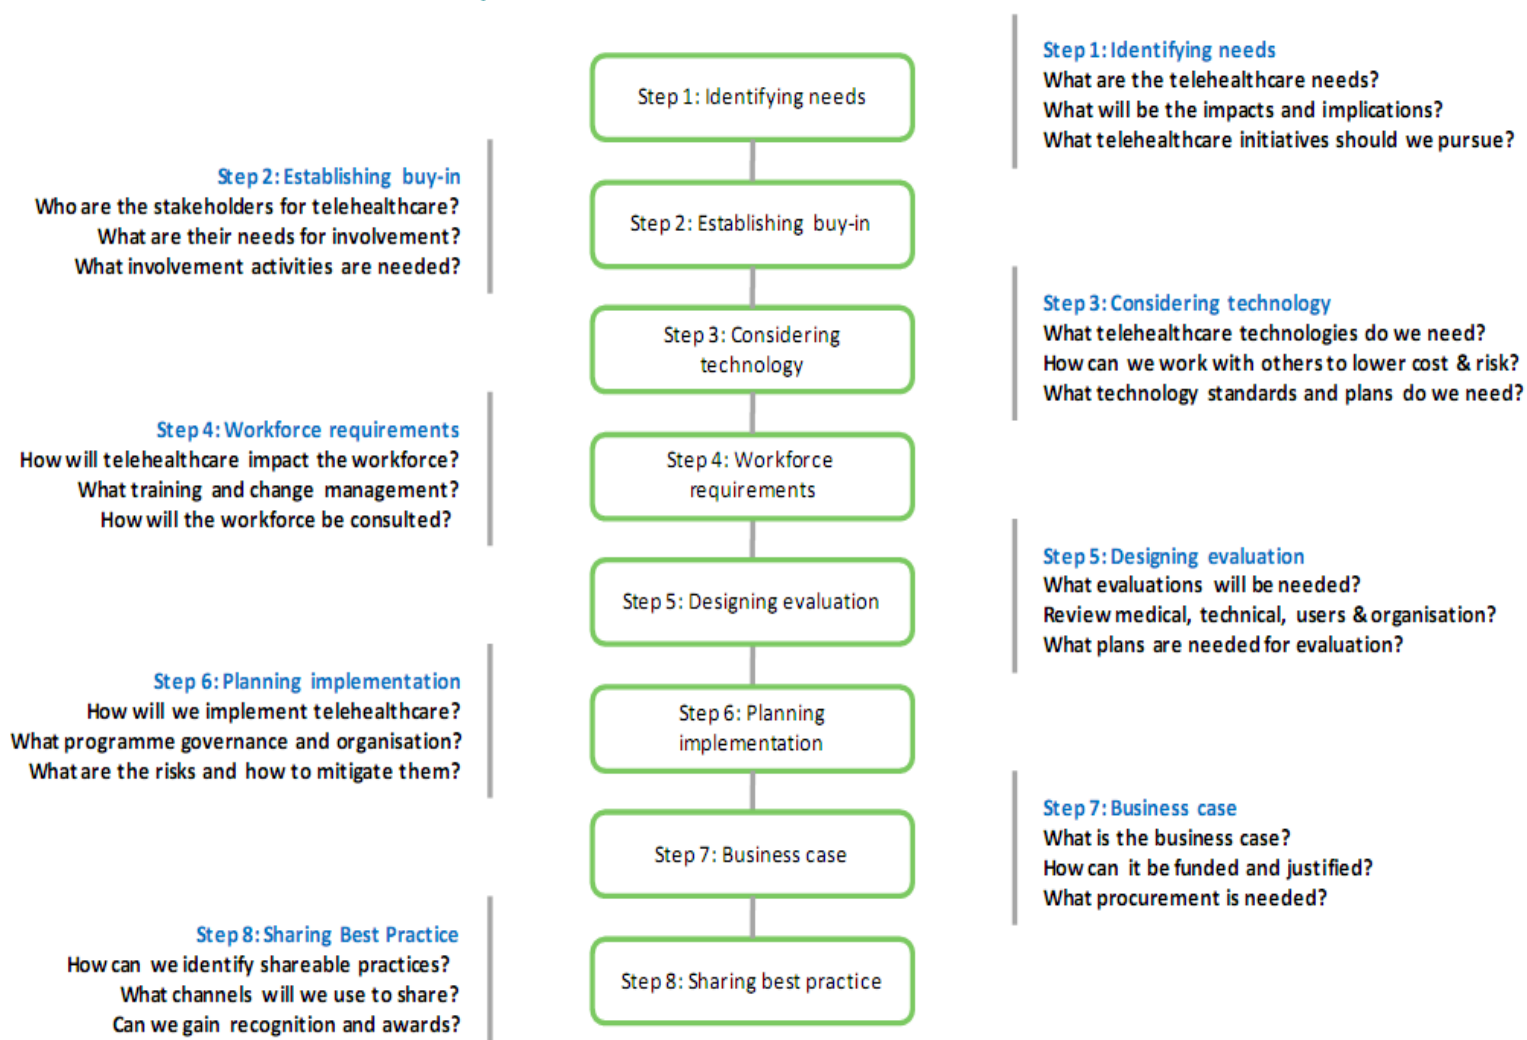 Step 1: Identifying needs
Step 1: Identifying needs
What are the telehealthcare needs?
What will be the impacts and implications?
What telehealthcare initiatives should we pursue?
Step 2: Establishing buy-in
Who are the stakeholders for telehealthcare?
What are their needs for involvement?
What involvement activities are needed?
Step 2: Establishing buy-in
Step 3: Considering
technology
Step 3: Considering technology
What telehealthcare technologies do we need?
How can we work with others to lower cost & risk?
What technology standards and plans do we need?
Step 4: Workforce requirements
How will telehealthcare impact the workforce?
What training and change management?
How will the workforce be consulted?
Step 4: Workforce
requirements
Step 5: Designing evaluation
Step 5: Designing evaluation
What evaluations will be needed?
Review medical, technical, users & organisation?
What plans are needed for evaluation?
Step 6: Planning implementation
How will we implement telehealthcare?
What programme governance and organisation?
What are the risks and how to mitigate them?
Step 6: Planning
implementation
Step 7: Business case
Step 7: Business case
What is the business case?
How can it be funded and justified?
What procurement is needed?
Step 8: Sharing Best Practice
How can we identify shareable practices?
What channels will we use to share?
Can we gain recognition and awards?
Step 8: Sharing best practice